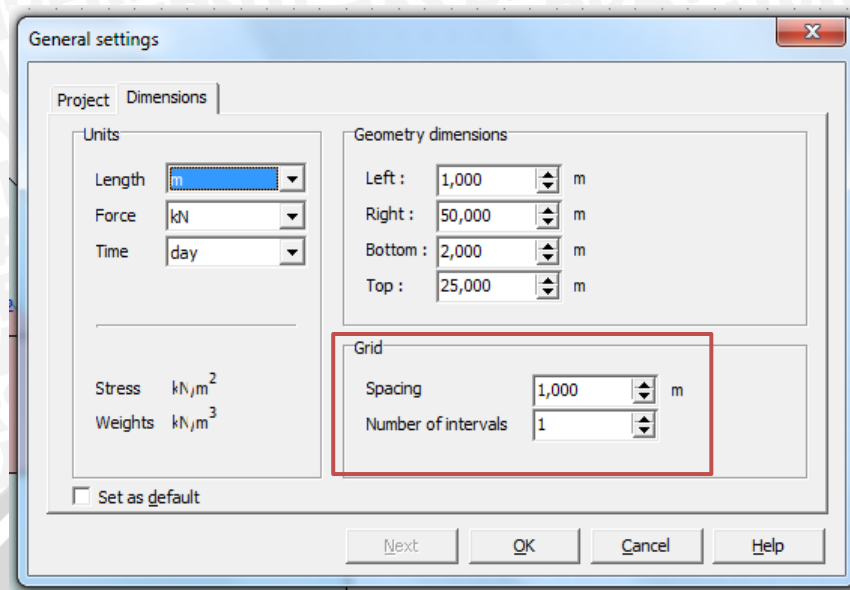 General settings
Project Dimensions
Units
Length m
Force kN
Time day
Stress kN/m²
Weights kN/m³
Geometry dimensions
Left : 1,000 m
Right : 50,000 m
Bottom : 2,000 m
Top : 25,000 m
Grid
Spacing 1,000 m
Number of intervals 1
Set as default
Next OK Cancel Help